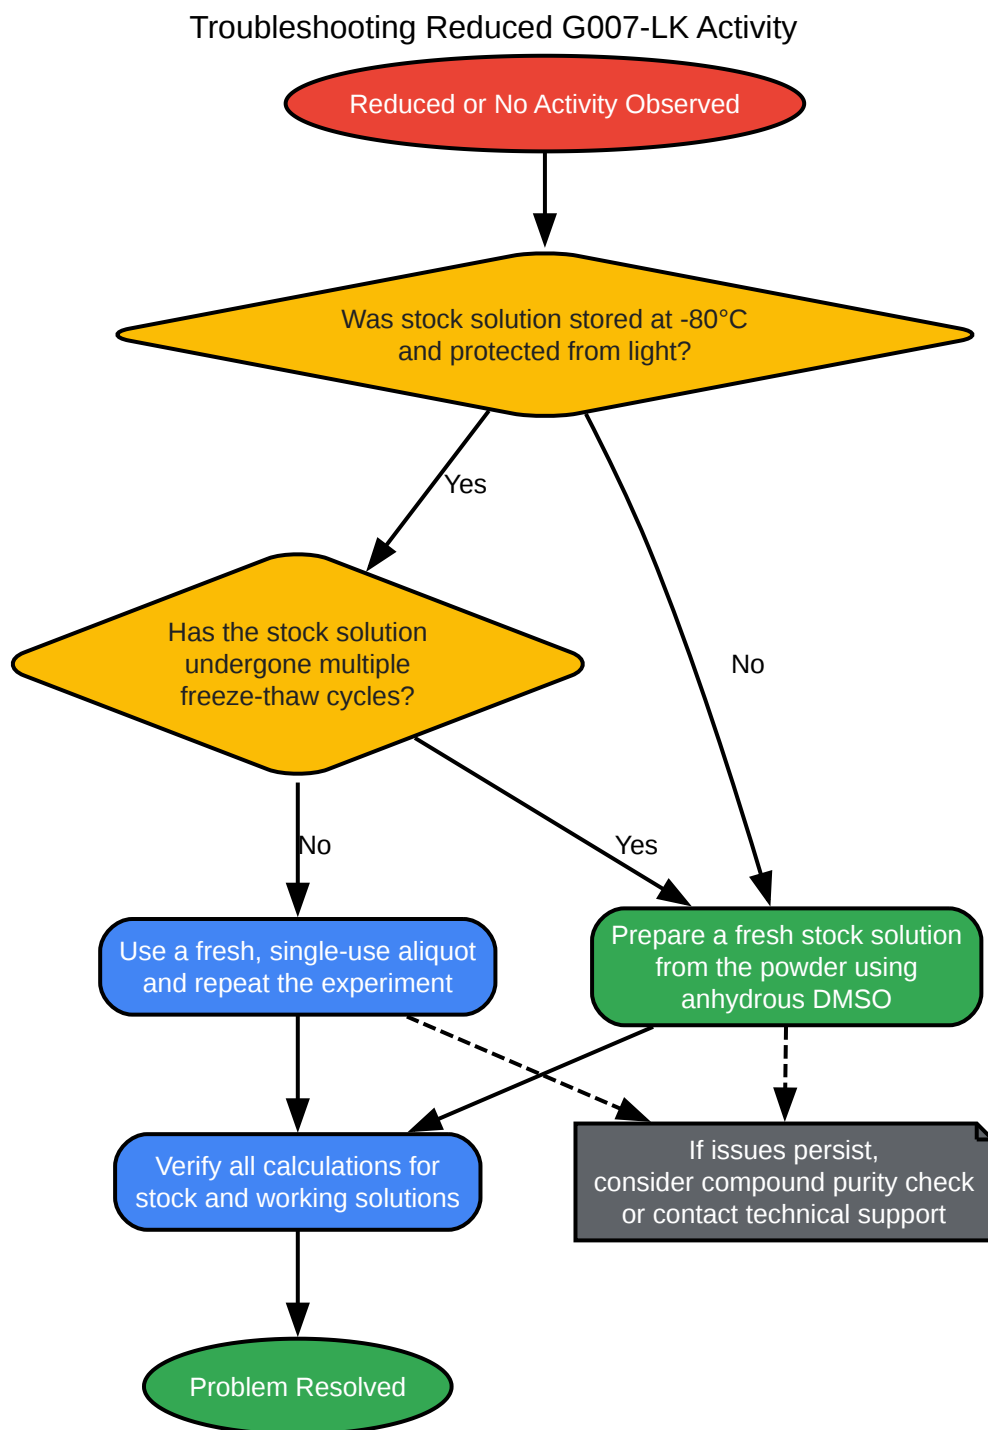 Troubleshooting Reduced G007-LK Activity
Reduced or No Activity Observed
Was stock solution stored at -80°C
and protected from light?
Yes
No
Has the stock solution
undergone multiple
freeze-thaw cycles?
No
Yes
Use a fresh, single-use aliquot
and repeat the experiment
Prepare a fresh stock solution
from the powder using
anhydrous DMSO
Verify all calculations for
stock and working solutions
If issues persist,
consider compound purity check
or contact technical support
Problem Resolved